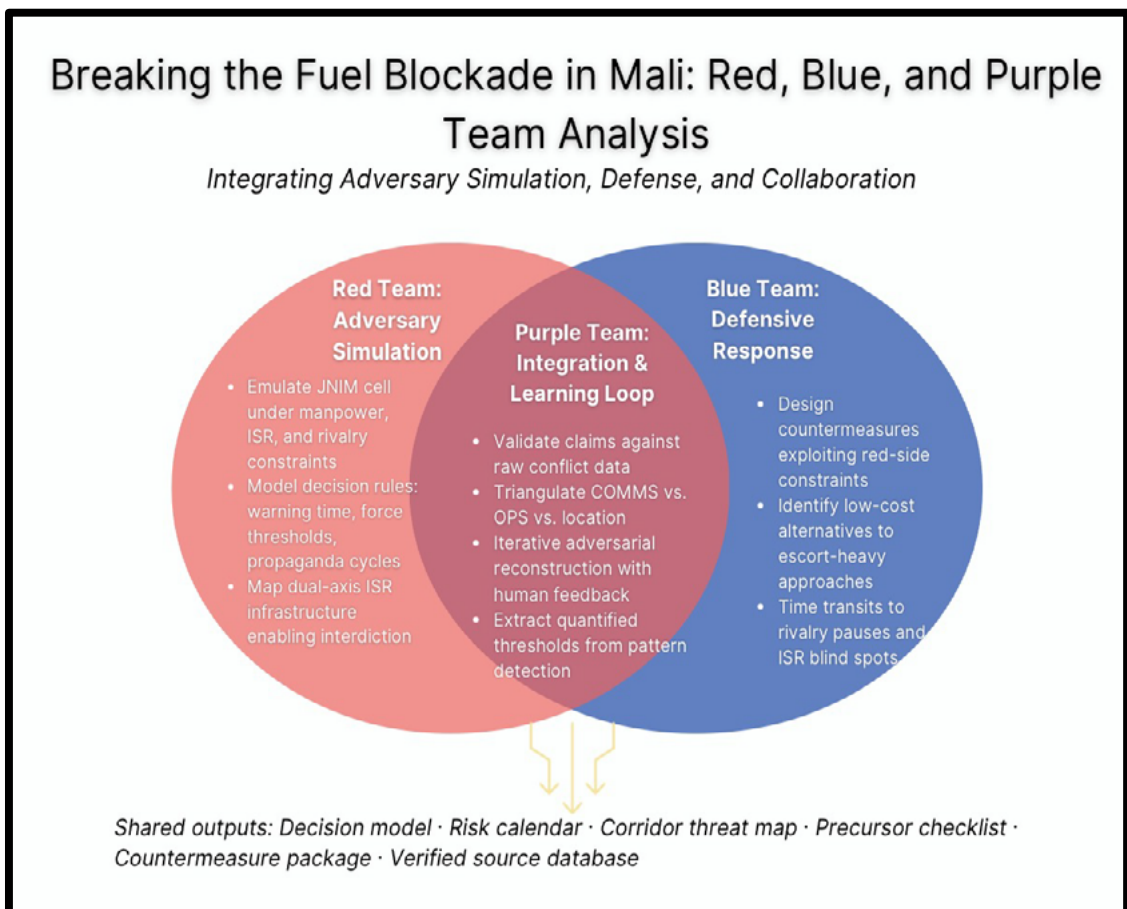 Breaking the Fuel Blockade in Mali: Red, Blue, and Purple
Team Analysis
Integrating Adversary Simulation, Defense, and Collaboration
Red Team:
Adversary
Simulation
• Emulate JNIM cell
under manpower,
ISR, and rivalry
constraints
• Model decision rules:
warning time, force
thresholds,
propaganda cycles
• Map dual-axis ISR
infrastructure
enabling interdiction
Purple Team:
Integration &
Learning Loop
• Validate claims against
raw conflict data
• Triangulate COMMS vs.
OPS vs. location
• Iterative adversarial
reconstruction with
human feedback
• Extract quantified
thresholds from pattern
detection
Blue Team:
Defensive
Response
• Design
countermeasures
exploiting red-side
constraints
• Identify low-cost
alternatives to
escort-heavy
approaches
• Time transits to
rivalry pauses and
ISR blind spots.
Shared outputs: Decision model · Risk calendar · Corridor threat map · Precursor checklist ·
Countermeasure package · Verified source database